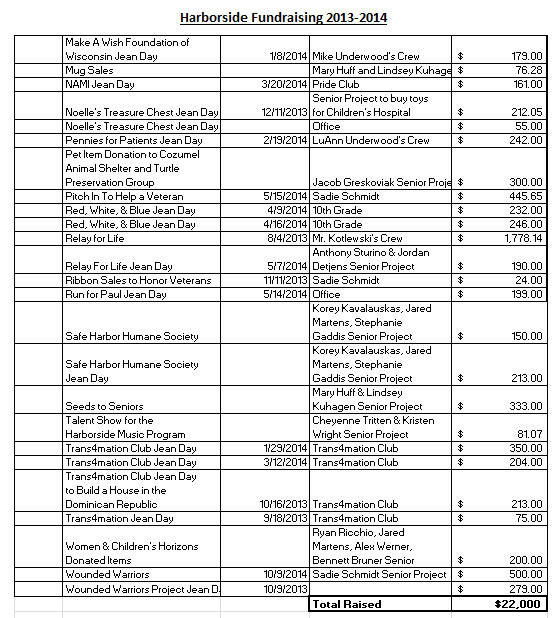 Harborside Fundraising 2013-2014
Make A Wish Foundation of
Wisconsin Jean Day 1/8/2014 Mike Underwood's Crew $ 179.00
Mug Sales Mary Huff and Lindsey Kuhage $ 76.28
NAMI Jean Day 3/20/2014 Pride Club $ 161.00
Senior Project to buy toys
Noelle's Treasure Chest Jean Day 12/11/2013 for Children's Hospital $ 212.05
Noelle's Treasure Chest Jean Day Office $ 55.00
Pennies for Patients Jean Day 2/19/2014 LuAnn Underwood's Crew $ 242.00
Pet Item Donation to Cozumel
Animal Shelter and Turtle
Preservation Group Jacob Greskoviak Senior Proje $ 300.00
Pitch In To Help a Veteran 5/15/2014 Sadie Schmidt $ 445.65
Red, White, & Blue Jean Day 4/9/2014 10th Grade $ 232.00
Red, White, & Blue Jean Day 4/16/2014 10th Grade $ 246.00
Relay for Life 8/4/2013 Mr. Kotlewski's Crew $ 1,778.14
Anthony Sturino & Jordan
Relay For Life Jean Day 5/7/2014 Detjens Senior Project $ 190.00
Ribbon Sales to Honor Veterans 11/11/2013 Sadie Schmidt $ 24.00
Run for Paul Jean Day 5/14/2014 Office $ 199.00
Korey Kavalauskas, Jared
Martens, Stephanie
Safe Harbor Humane Society Gaddis Senior Project $ 150.00
Korey Kavalauskas, Jared
Safe Harbor Humane Society Martens, Stephanie
Jean Day Gaddis Senior Project $ 213.00
Mary Huff & Lindsey
Seeds to Seniors Kuhagen Senior Project $ 333.00
Talent Show for the Cheyenne Tritten & Kristen
Harborside Music Program Wright Senior Project $ 81.07
Trans4mation Club Jean Day 1/29/2014 Trans4mation Club $ 350.00
Trans4mation Club Jean Day 3/12/2014 Trans4mation Club $ 204.00
Trans4mation Club Jean Day
to Build a House in the
Dominican Republic 10/16/2013 Trans4mation Club $ 213.00
Trans4mation Jean Day 9/18/2013 Trans4mation Club $ 75.00
Ryan Ricchio, Jared
Women & Children's Horizons Martens, Alex Werner,
Donated Items Bennett Bruner Senior $ 200.00
Wounded Warriors 10/9/2014 Sadie Schmidt Senior Project $ 500.00
Wounded Warriors Project Jean D 10/9/2013 $ 279.00
Total Raised $22,000